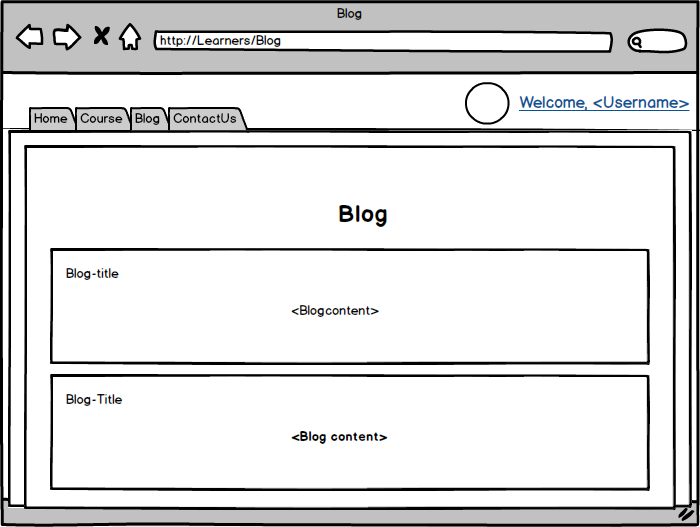 Blog
http://Learners/Blog
Welcome, <Username>
Home Course Blog ContactUs
Blog
Blog-title
<Blogcontent>
Blog-Title
<Blog content>